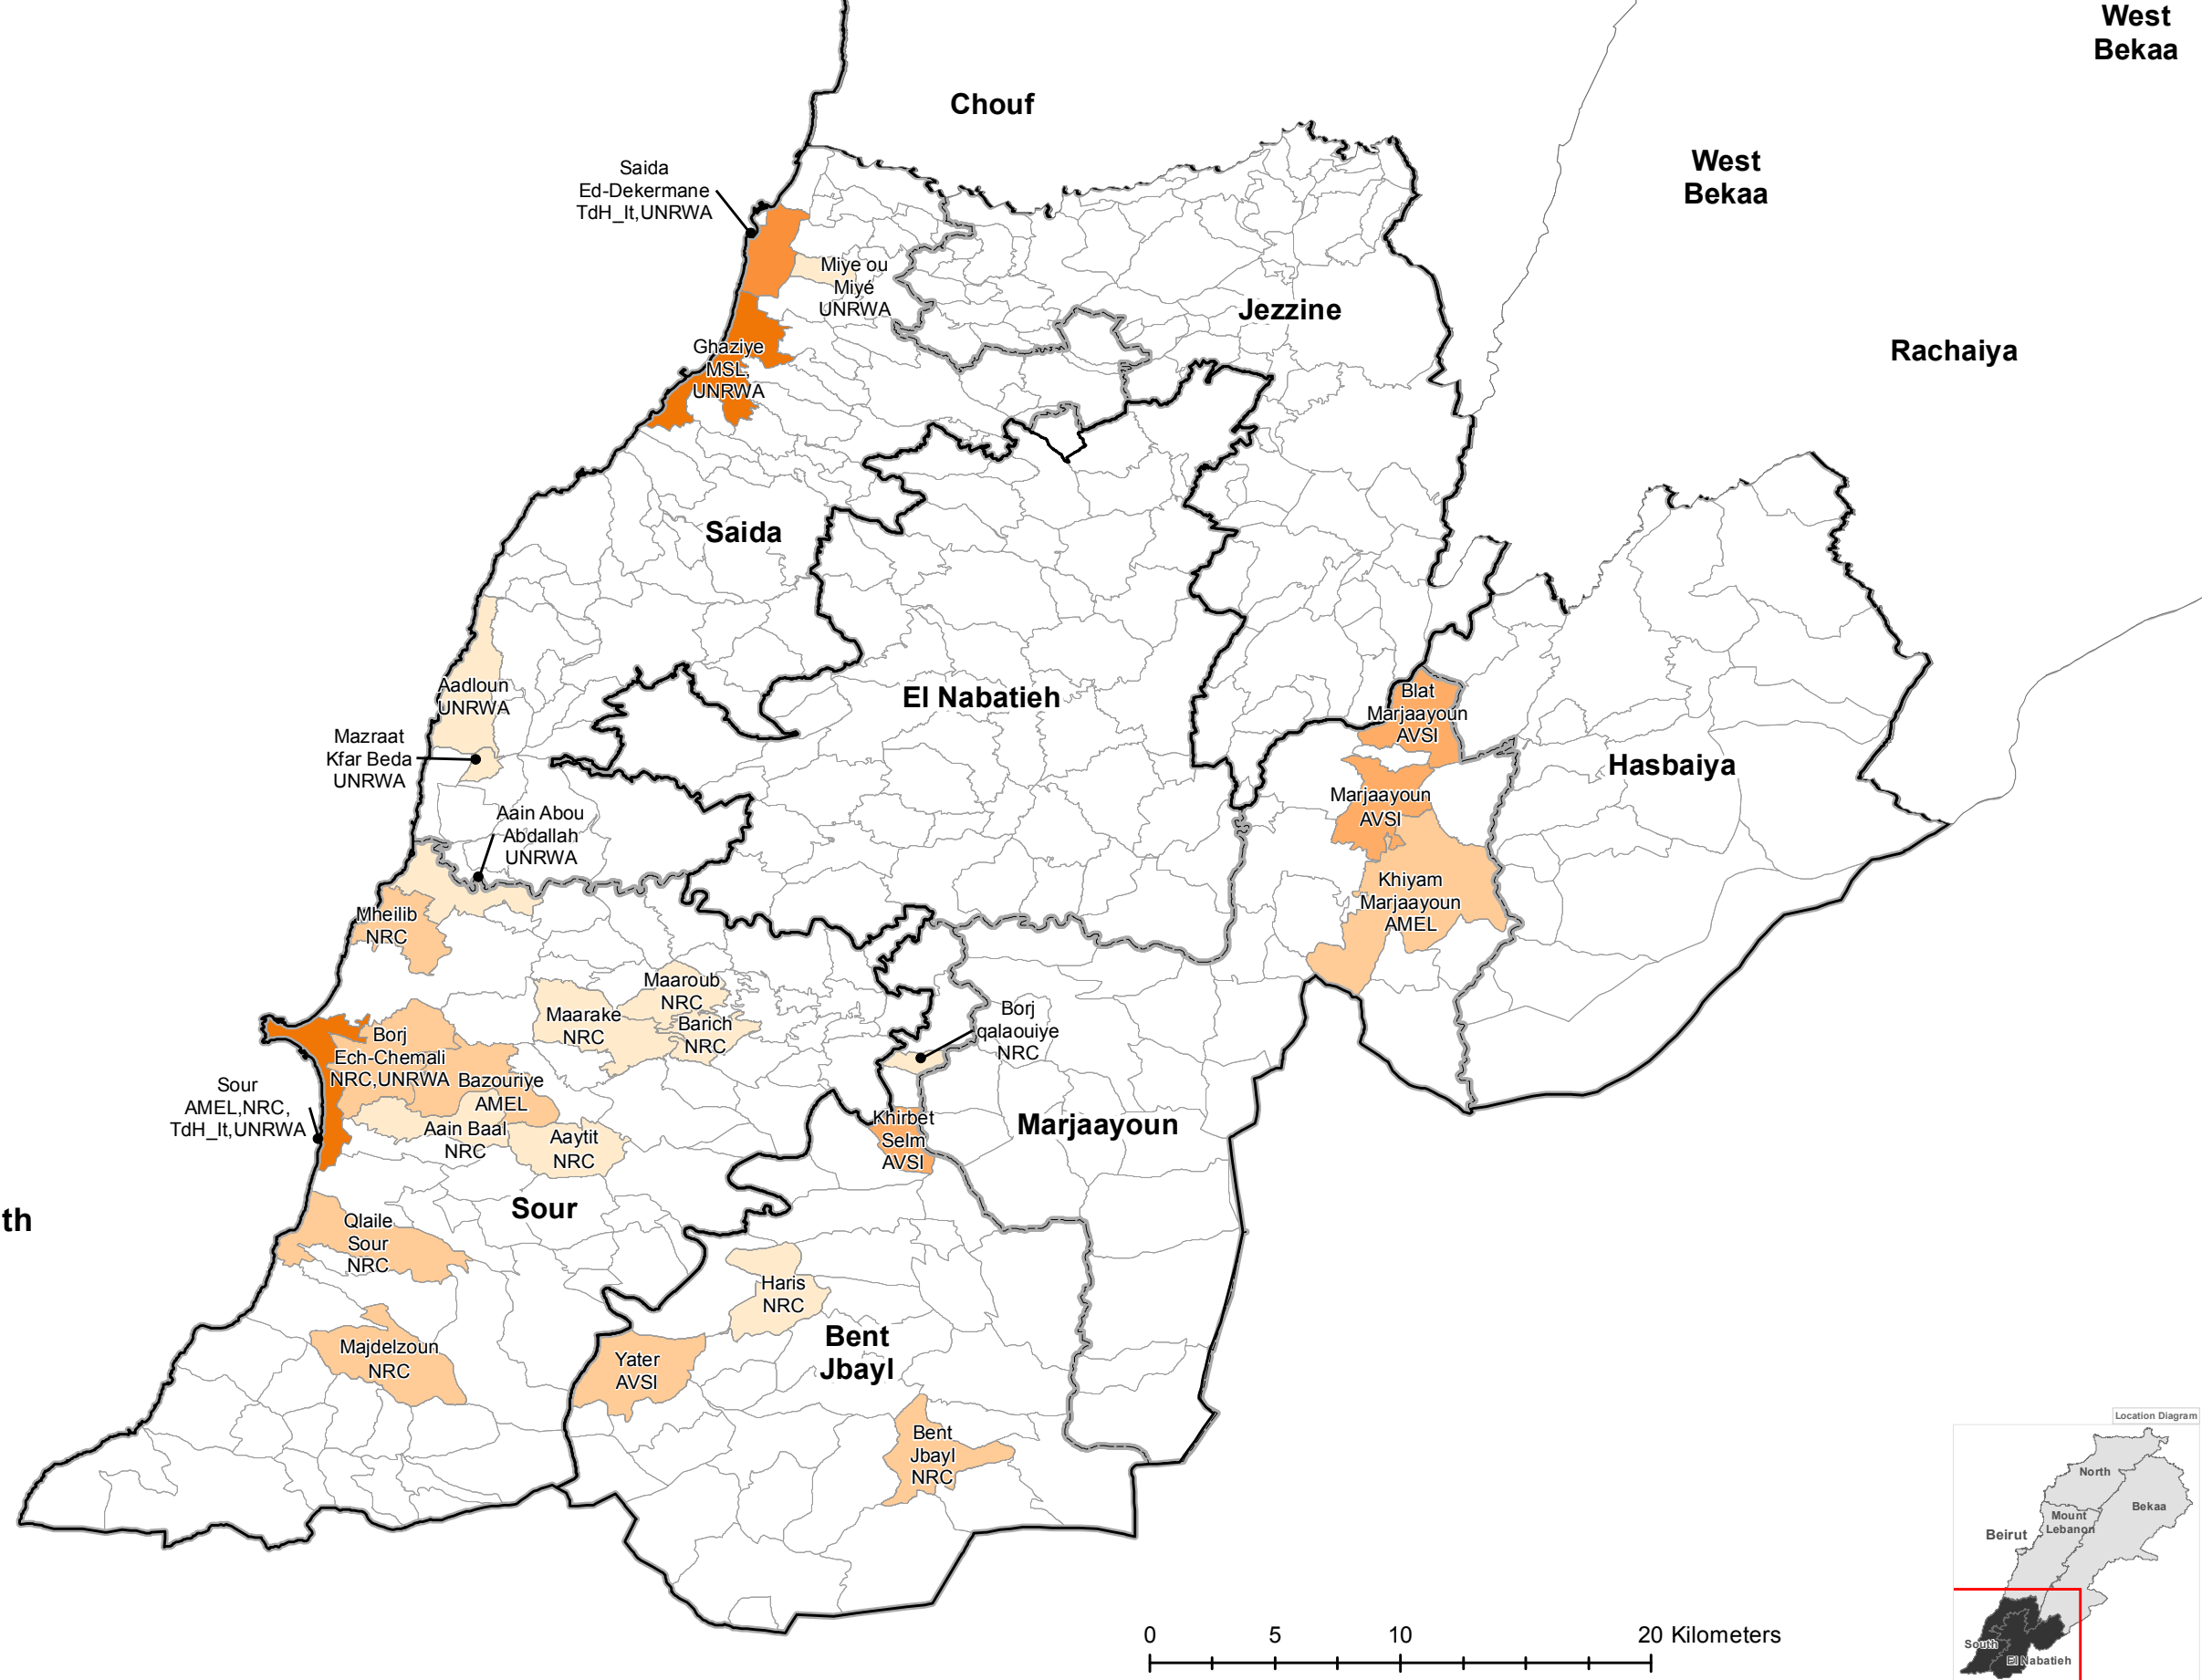 West
Bekaa
Chouf
West
Bekaa
Saida
Ed-Dekermane
TdH_It,UNRWA
Miye ou
Miyé
UNRWA
Jezzine
Rachaiya
Ghaziye
MSL,
UNRWA
Saida
Aadloun
UNRWA
El Nabatieh
Blat
Marjaayoun
AVSI
Mazraat
Kfar Beda
UNRWA
Hasbaiya
Marjaayoun
AVSI
Aain Abou
Abdallah
UNRWA
Khiyam
Marjaayoun
AMEL
Mheilib
NRC
Maaroub
NRC
Maarake
NRC
Barich
NRC
Borj
qalaouiye
NRC
Borj
Ech-Chemali
NRC,UNRWA
Bazouriye
AMEL
Sour
AMEL,NRC,
TdH_It,UNRWA
Aain Baal
NRC
Aaytit
NRC
Khirbet
Selm
AVSI
Marjaayoun
Sour
th
Qlaile
Sour
NRC
Haris
NRC
Bent
Jbayl
Majdelzoun
NRC
Yater
AVSI
Bent
Jbayl
NRC
0 5 10 20 Kilometers
Location Diagram
North
Bekaa
Mount
Lebanon
Beirut
South
El Nabatieh